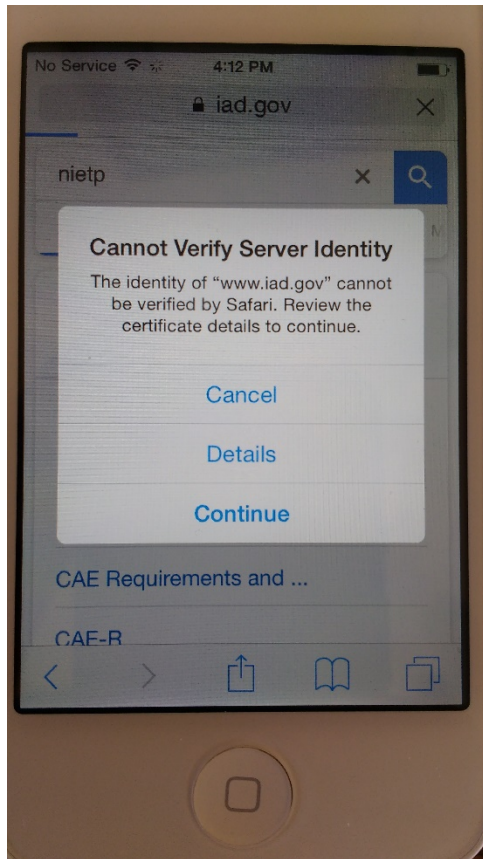 No Service 4:12 PM
iad.gov
nietp
M
Cannot Verify Server Identity
The identity of “www.iad.gov” cannot
be verified by Safari. Review the
certificate details to continue.
Cancel
Details
Continue
CAE Requirements and ...
CAE-R